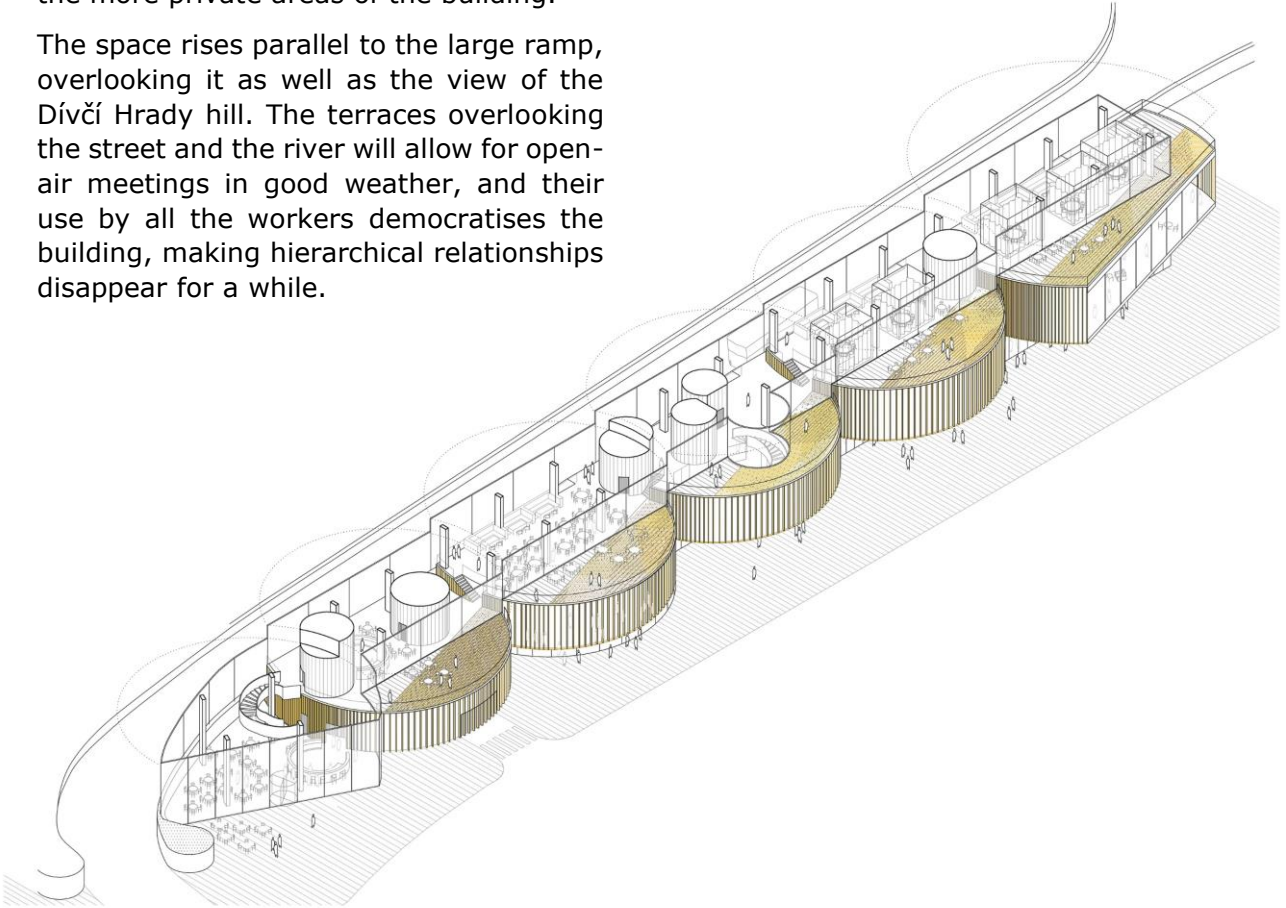 the more private areas of the building.
The space rises parallel to the large ramp,
overlooking it as well as the view of the
Dívčí Hrady hill. The terraces overlooking
the street and the river will allow for open-
air meetings in good weather, and their
use by all the workers democratises the
building, making hierarchical relationships
disappear for a while.